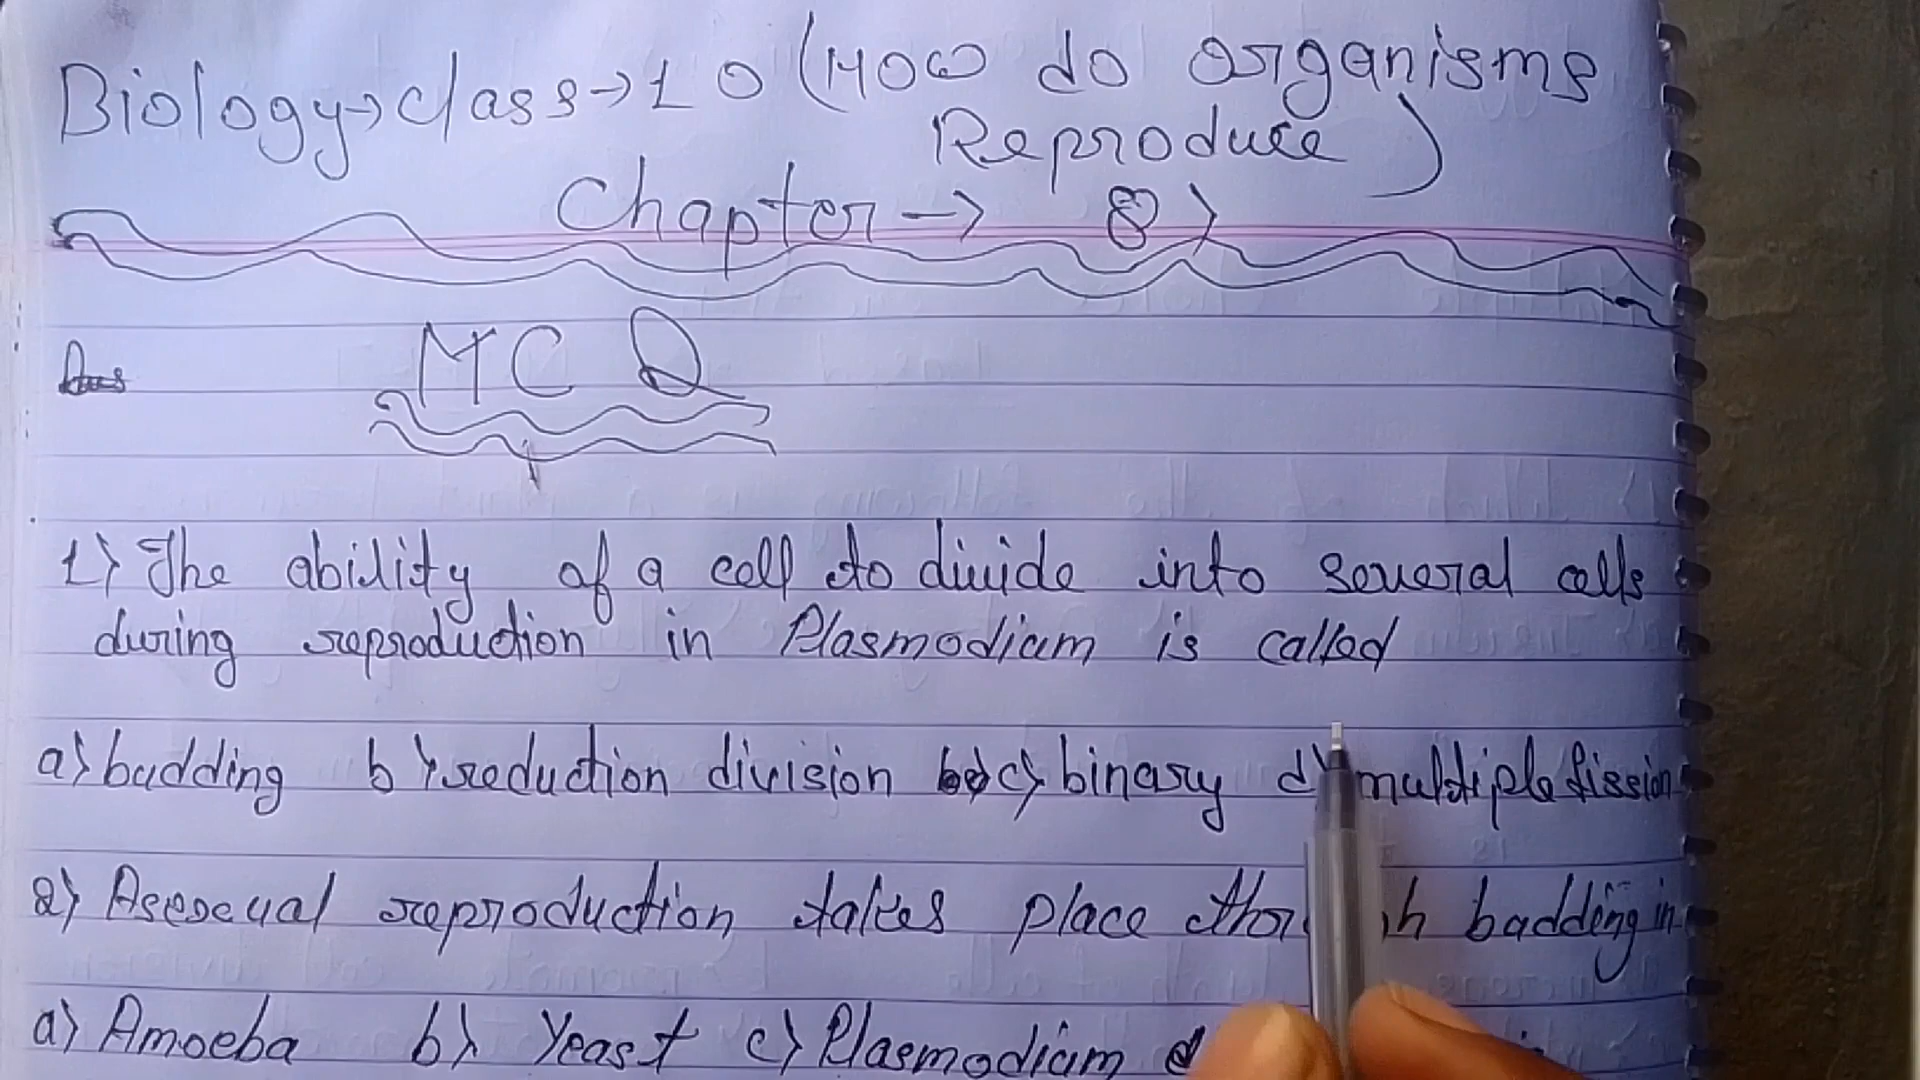 Biology→class→10 (How do organisms
Reproduce)
Chapter → 8>
MCQ
1> The ability of a cell to divide into several cells
during reproduction in Plasmodium is called
a> budding b> reduction division c> binary d> multiple fission
2> Asexual reproduction takes place budding in
a> Amoeba b> Yeast c> Plasmodium